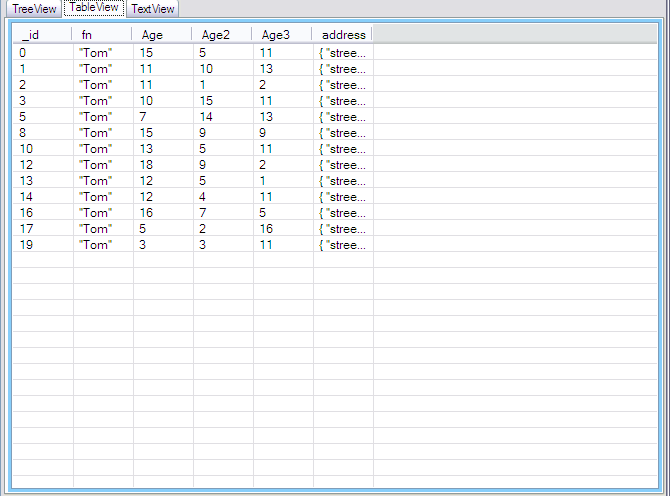 TreeView TableView TextView
_id fn Age Age2 Age3 address
0 "Tom" 15 5 11 { "stree...
1 "Tom" 11 10 13 { "stree...
2 "Tom" 11 1 2 { "stree...
3 "Tom" 10 15 11 { "stree...
5 "Tom" 7 14 13 { "stree...
8 "Tom" 15 9 9 { "stree...
10 "Tom" 13 5 11 { "stree...
12 "Tom" 18 9 2 { "stree...
13 "Tom" 12 5 1 { "stree...
14 "Tom" 12 4 11 { "stree...
16 "Tom" 16 7 5 { "stree...
17 "Tom" 5 2 16 { "stree...
19 "Tom" 3 3 11 { "stree...